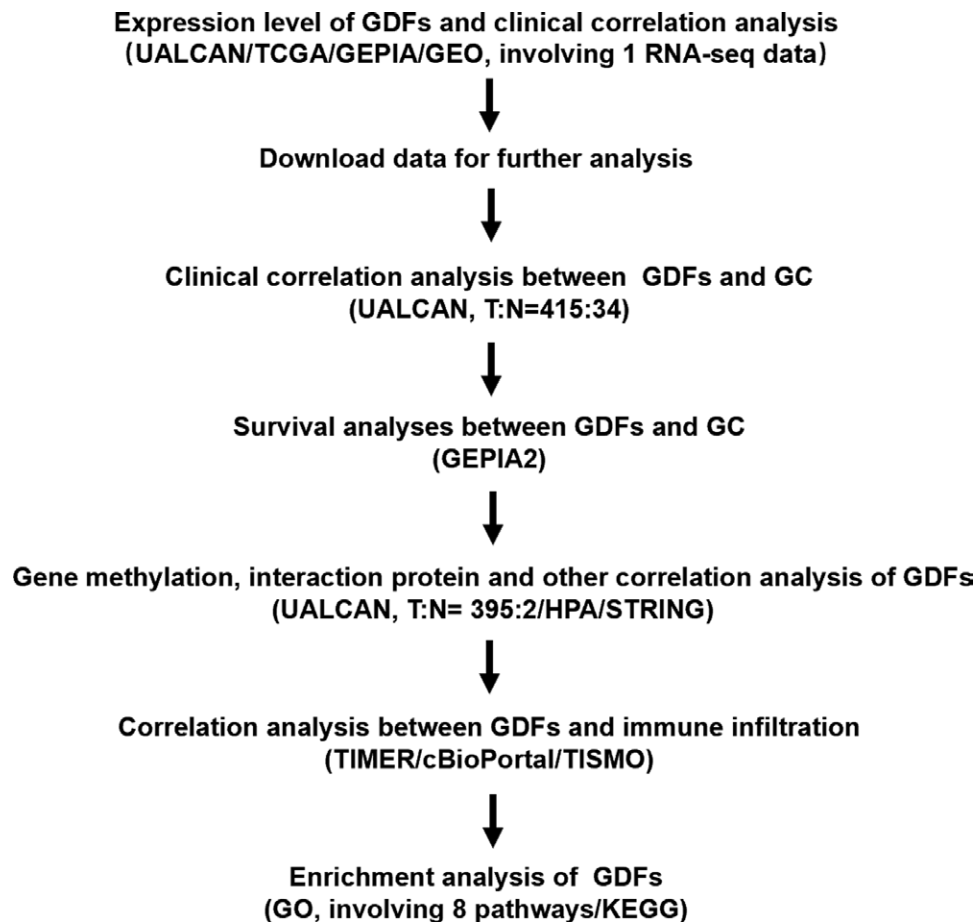 Expression level of GDFs and clinical correlation analysis
(UALCAN/TCGA/GEPIA/GEO, involving 1 RNA-seq data)
Download data for further analysis
Clinical correlation analysis between GDFs and GC
(UALCAN, T:N=415:34)
Survival analyses between GDFs and GC
(GEPIA2)
Gene methylation, interaction protein and other correlation analysis of GDFs
(UALCAN, T:N= 395:2/HPA/STRING)
Correlation analysis between GDFs and immune infiltration
(TIMER/cBioPortal/TISMO)
Enrichment analysis of GDFs
(GO, involving 8 pathways/KEGG)